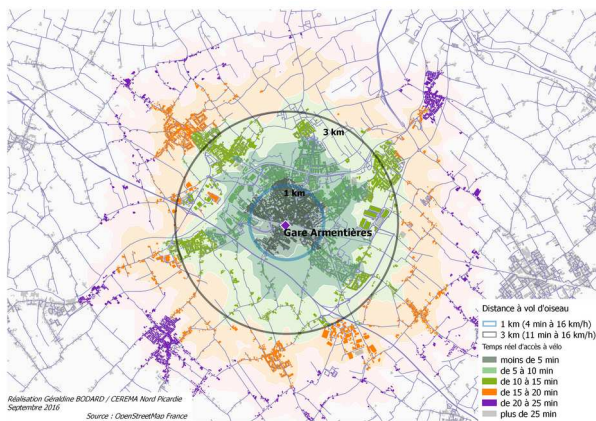 3 km
1 km
Gare Armentières
Distance à vol d'oiseau
1 km (4 min à 16 km/h)
3 km (11 min à 16 km/h)
Temps réel d'accès à vélo
moins de 5 min
de 5 à 10 min
de 10 à 15 min
de 15 à 20 min
de 20 à 25 min
plus de 25 min
Réalisation Géraldine BODARD / CEREMA Nord Picardie
Septembre 2016
Source : OpenStreetMap France